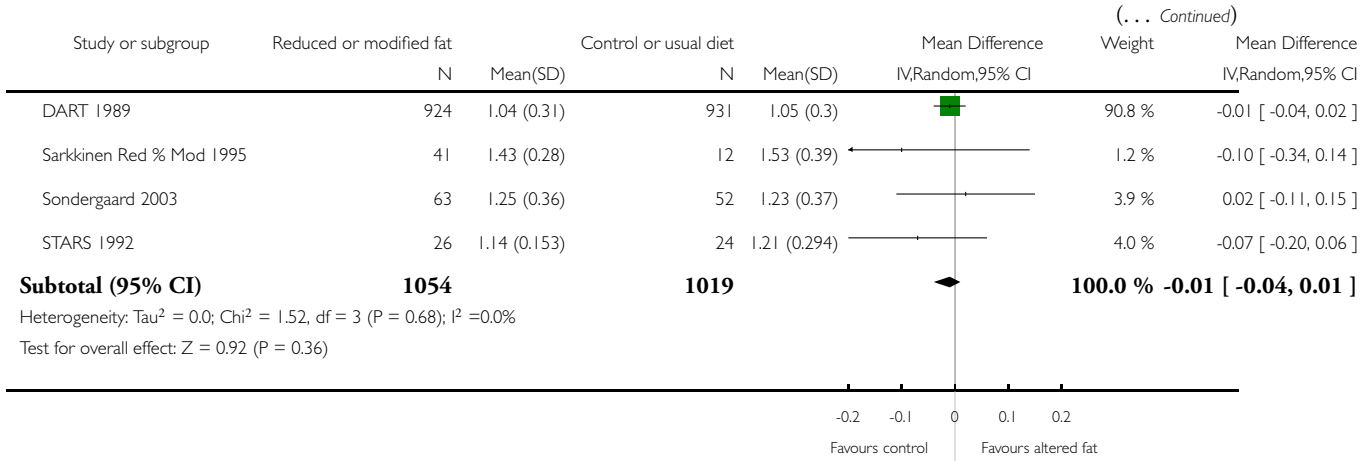 (... Continued)
Study or subgroup Reduced or modified fat Control or usual diet Mean Difference Weight Mean Difference
N Mean(SD) N Mean(SD) IV,Random,95% CI IV,Random,95% CI
DART 1989 924 1.04 (0.31) 931 1.05 (0.3) 90.8 % -0.01 [ -0.04, 0.02 ]
Sarkkinen Red % Mod 1995 41 1.43 (0.28) 12 1.53 (0.39) 1.2 % -0.10 [ -0.34, 0.14 ]
Sondergaard 2003 63 1.25 (0.36) 52 1.23 (0.37) 3.9 % 0.02 [ -0.11, 0.15 ]
STARS 1992 26 1.14 (0.153) 24 1.21 (0.294) 4.0 % -0.07 [ -0.20, 0.06 ]
Subtotal (95% CI) 1054 1019 100.0 % -0.01 [ -0.04, 0.01 ]
Heterogeneity: Tau² = 0.0; Chi² = 1.52, df = 3 (P = 0.68); I² =0.0%
Test for overall effect: Z = 0.92 (P = 0.36)
-0.2 -0.1 0 0.1 0.2
Favours control Favours altered fat